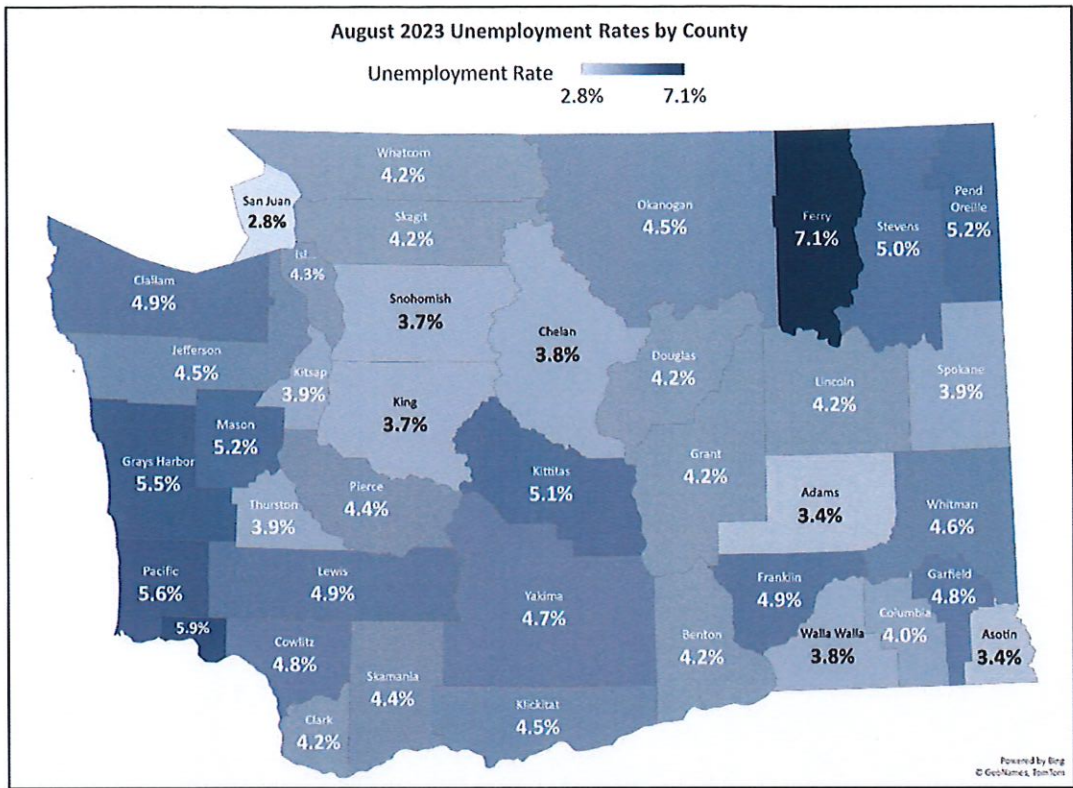 August 2023 Unemployment Rates by County
Unemployment Rate
2.8% 7.1%
Whatcom
4.2%
San Juan
2.8%
Skagit
4.2%
Isl...
4.3%
Okanogan
4.5%
Ferry
7.1%
Stevens
5.0%
Pend
Oreille
5.2%
Clallam
4.9%
Snohomish
3.7%
Chelan
3.8%
Jefferson
4.5%
Kitsap
3.9%
King
3.7%
Douglas
4.2%
Lincoln
4.2%
Spokane
3.9%
Mason
5.2%
Grays Harbor
5.5%
Kittitas
5.1%
Grant
4.2%
Thurston
3.9%
Pierce
4.4%
Adams
3.4%
Whitman
4.6%
Pacific
5.6%
Lewis
4.9%
Yakima
4.7%
Franklin
4.9%
Garfield
4.8%
5.9%
Cowlitz
4.8%
Skamania
4.4%
Benton
4.2%
Walla Walla
3.8%
Columbia
4.0%
Asotin
3.4%
Clark
4.2%
Klickitat
4.5%
Powered by Bing
© GeoNames, TomTom